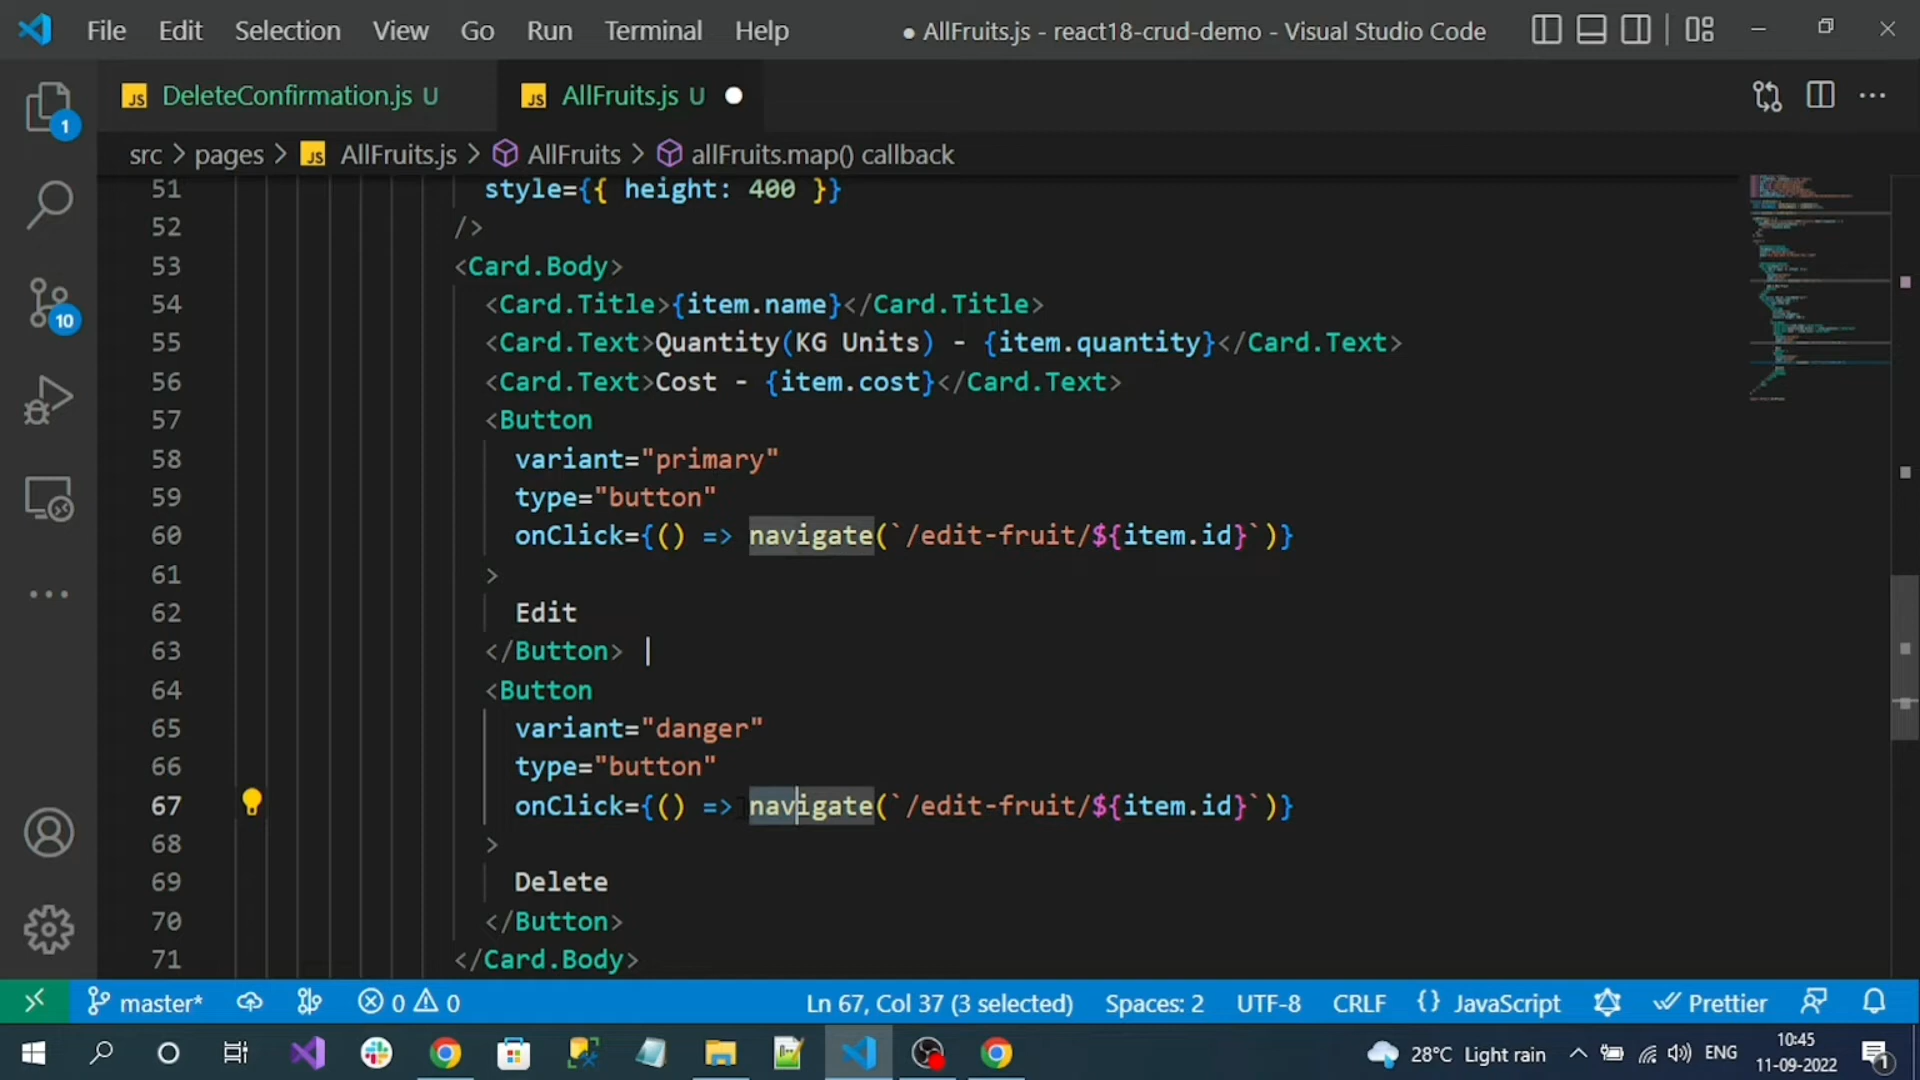 File Edit Selection View Go Run Terminal Help ● AllFruits.js - react18-crud-demo - Visual Studio Code
JS DeleteConfirmation.js U JS AllFruits.js U
src > pages > JS AllFruits.js > AllFruits > allFruits.map() callback
51 style={{ height: 400 }}
52 />
53 <Card.Body>
54 <Card.Title>{item.name}</Card.Title>
55 <Card.Text>Quantity(KG Units) - {item.quantity}</Card.Text>
56 <Card.Text>Cost - {item.cost}</Card.Text>
57 <Button
58 variant="primary"
59 type="button"
60 onClick={() => navigate(`/edit-fruit/${item.id}`)}
61 >
62 Edit
63 </Button> |
64 <Button
65 variant="danger"
66 type="button"
67 onClick={() => navigate(`/edit-fruit/${item.id}`)}
68 >
69 Delete
70 </Button>
71 </Card.Body>
1
10
master* 0 0 Ln 67, Col 37 (3 selected) Spaces: 2 UTF-8 CRLF {} JavaScript Prettier
28°C Light rain ENG 10:45
11-09-2022 1